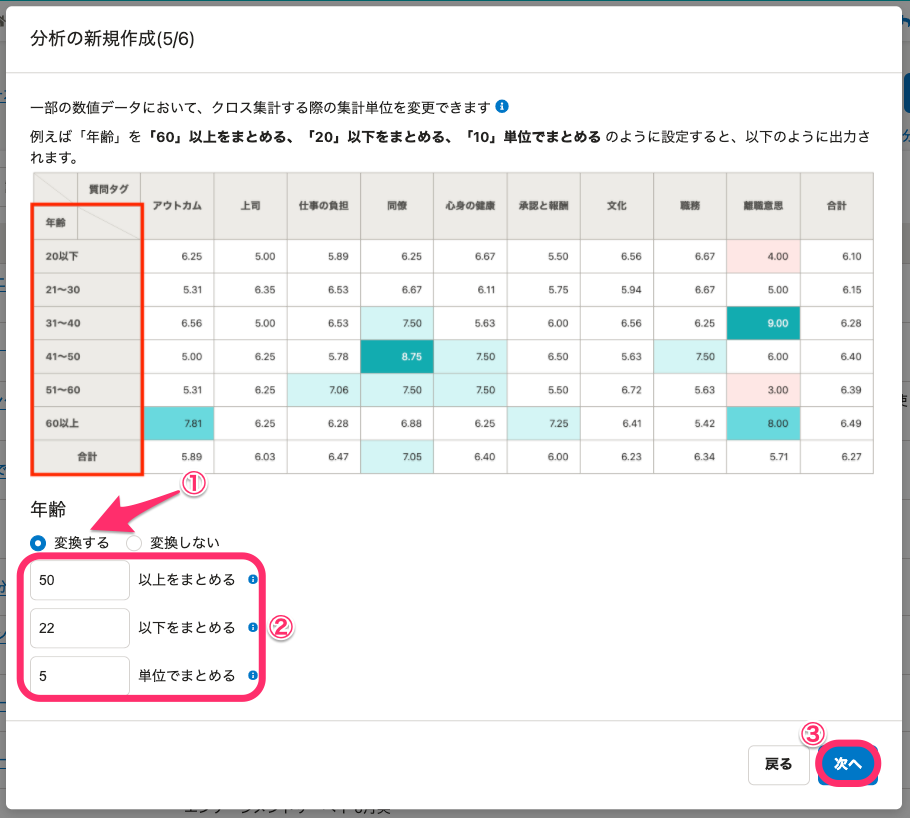 分析の新規作成(5/6)
一部の数値データにおいて、クロス集計する際の集計単位を変更できます
例えば「年齢」を「60」以上をまとめる、「20」以下をまとめる、「10」単位でまとめる のように設定すると、以下のように出力さ
れます。
質問タグ
年齢 アウトカム 上司 仕事の負担 同僚 心身の健康 承認と報酬 文化 職務 離職意思 合計
20以下 6.25 5.00 5.89 6.25 6.67 5.50 6.56 6.67 4.00 6.10
21〜30 5.31 6.35 6.53 6.67 6.11 5.75 5.94 6.67 5.00 6.15
31〜40 6.56 5.00 6.53 7.50 5.63 6.00 6.56 6.25 9.00 6.28
41〜50 5.00 6.25 5.78 8.75 7.50 6.50 5.63 7.50 6.00 6.40
51〜60 5.31 6.25 7.06 7.50 7.50 5.50 6.72 5.63 3.00 6.39
60以上 7.81 6.25 6.28 6.88 6.25 7.25 6.41 5.42 8.00 6.49
合計 5.89 6.03 6.47 7.05 6.40 6.00 6.23 6.34 5.71 6.27
①
年齢
変換する 変換しない
50 以上をまとめる
22 以下をまとめる
②
5 単位でまとめる
③
戻る 次へ